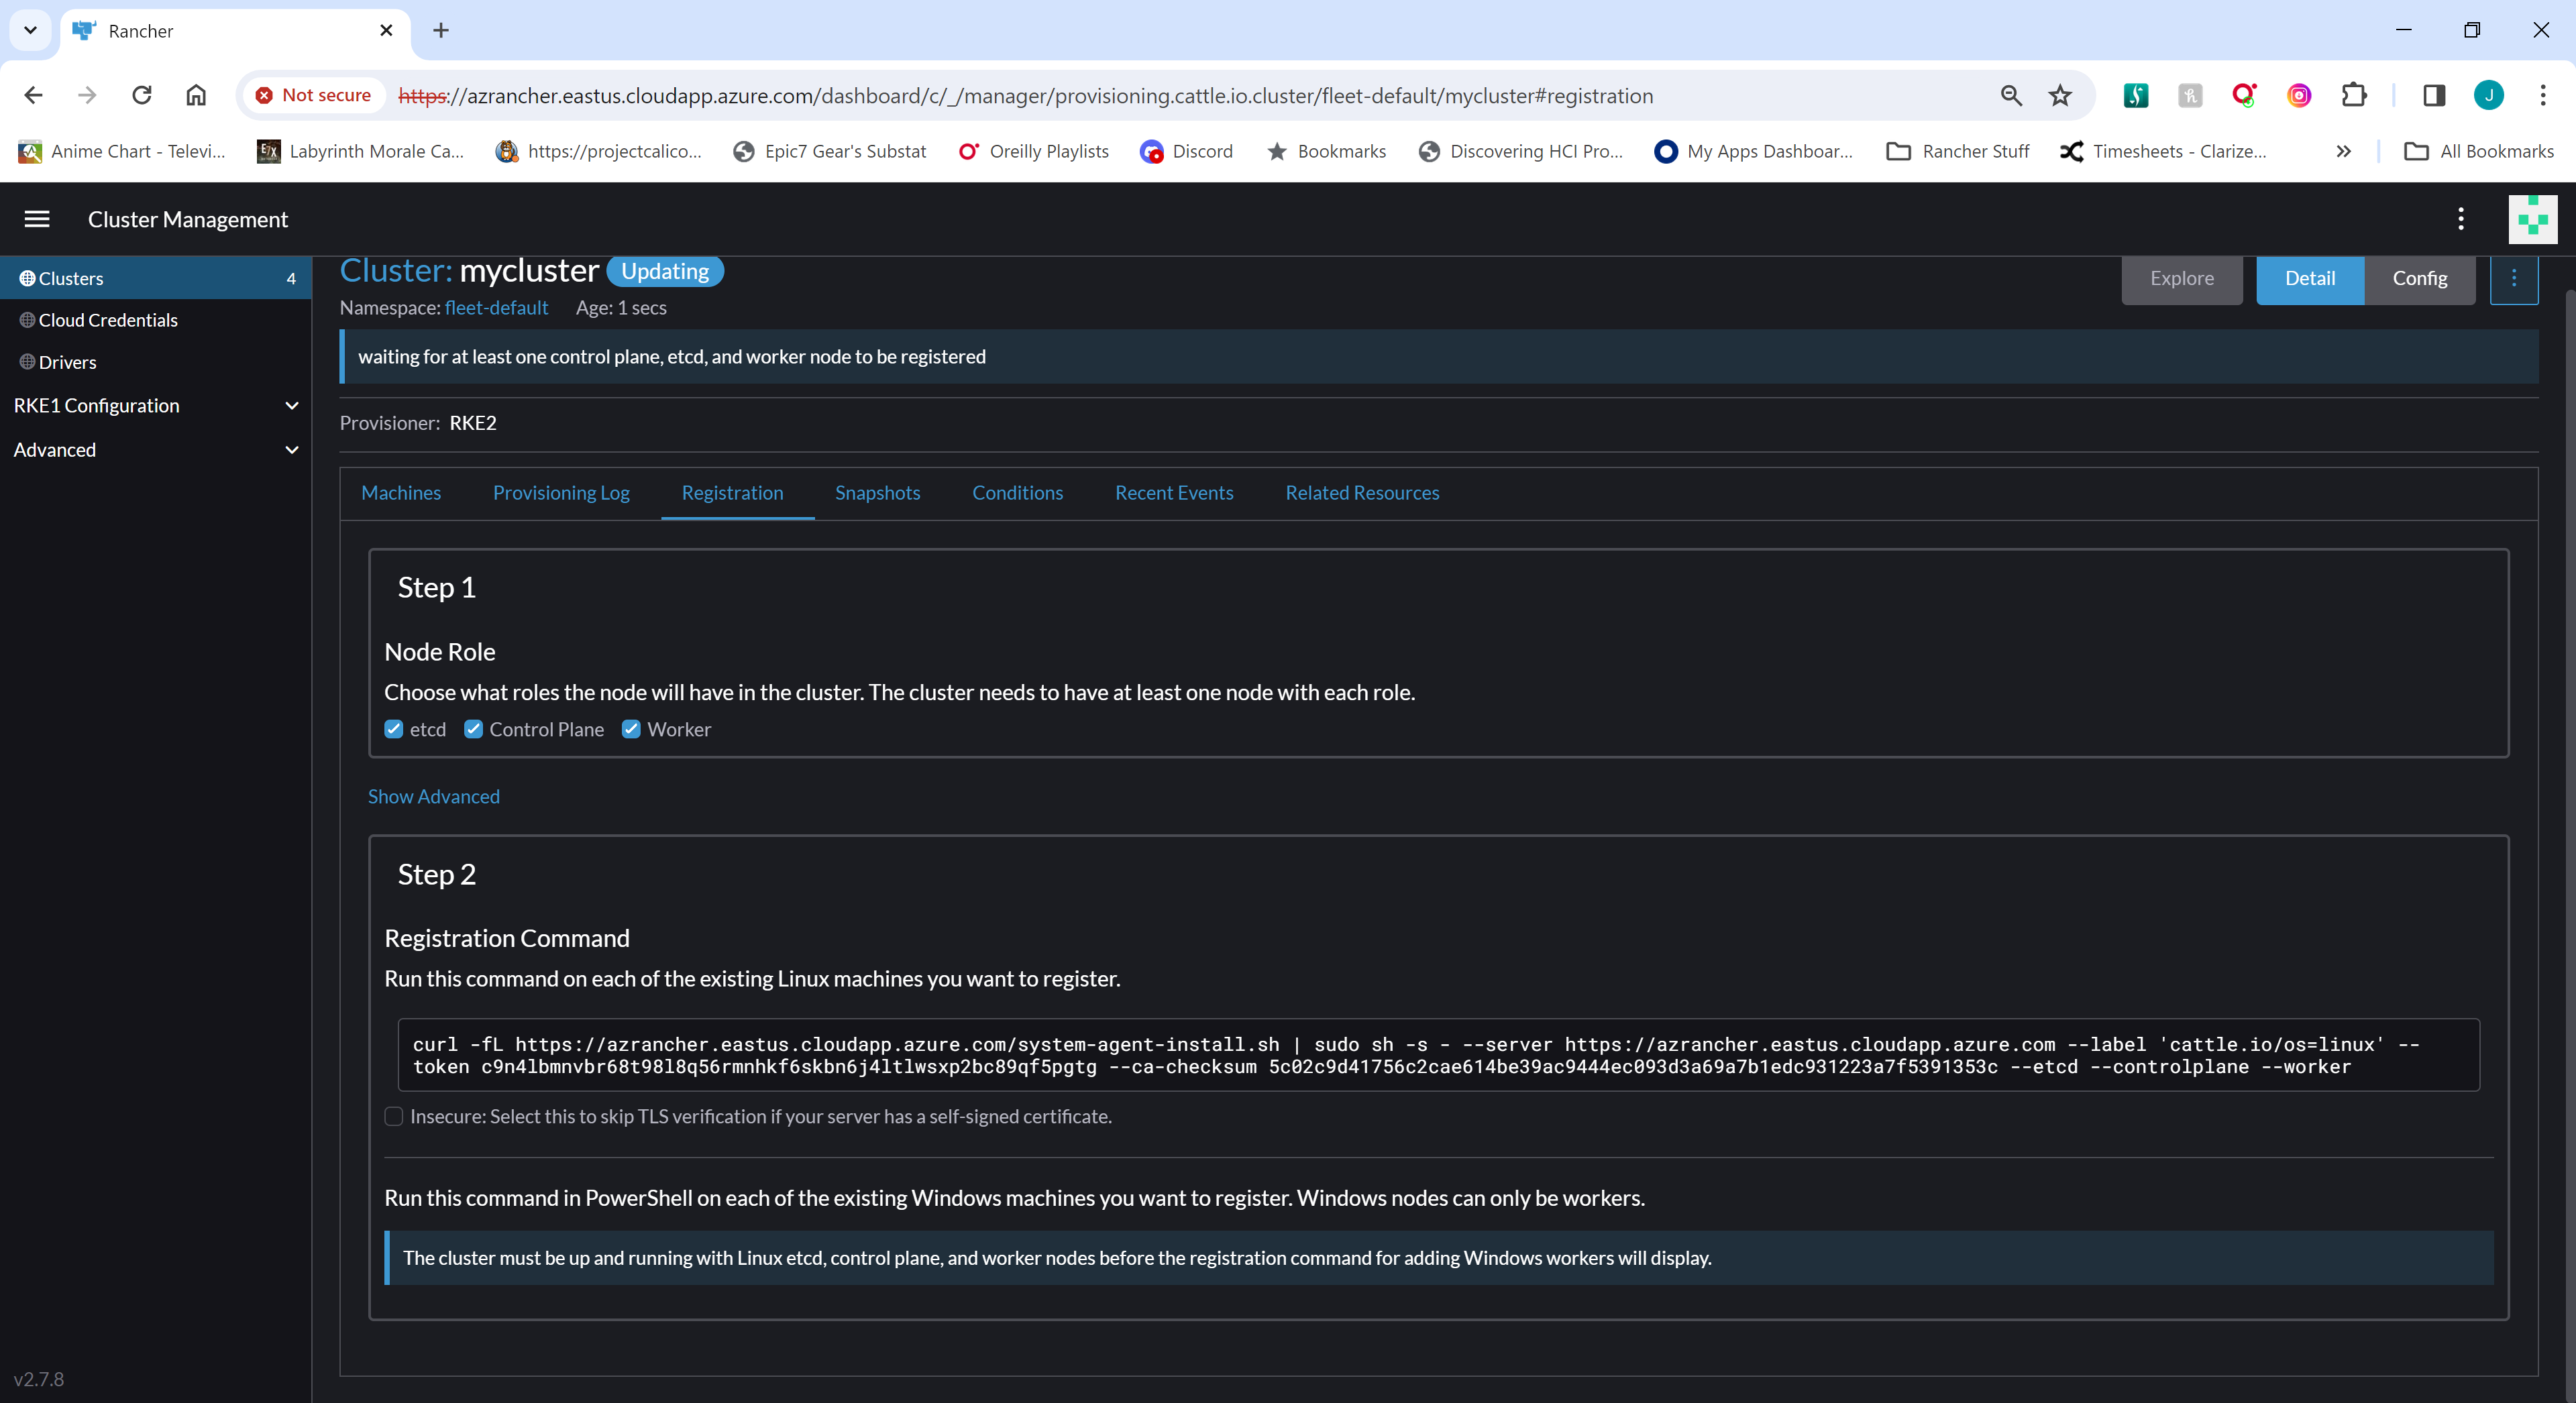 Rancher
Not secure
https://azrancher.eastus.cloudapp.azure.com/dashboard/c/_/manager/provisioning.cattle.io.cluster/fleet-default/mycluster#registration
J
Anime Chart - Televi...
Labyrinth Morale Ca...
https://projectcalico...
Epic7 Gear's Substat
Oreilly Playlists
Discord
Bookmarks
Discovering HCI Pro...
My Apps Dashboar...
Rancher Stuff
Timesheets - Clarize...
All Bookmarks
Cluster Management
Clusters 4
Cloud Credentials
Drivers
RKE1 Configuration
Advanced
v2.7.8
Cluster: mycluster Updating
Explore
Detail
Config
Namespace: fleet-default Age: 1 secs
waiting for at least one control plane, etcd, and worker node to be registered
Provisioner: RKE2
Machines
Provisioning Log
Registration
Snapshots
Conditions
Recent Events
Related Resources
Step 1
Node Role
Choose what roles the node will have in the cluster. The cluster needs to have at least one node with each role.
etcd Control Plane Worker
Show Advanced
Step 2
Registration Command
Run this command on each of the existing Linux machines you want to register.
curl -fL https://azrancher.eastus.cloudapp.azure.com/system-agent-install.sh | sudo sh -s - --server https://azrancher.eastus.cloudapp.azure.com --label 'cattle.io/os=linux' --
token c9n4lbmnvbr68t98l8q56rmnhkf6skbn6j4ltlwsxp2bc89qf5pgtg --ca-checksum 5c02c9d41756c2cae614be39ac9444ec093d3a69a7b1edc931223a7f5391353c --etcd --controlplane --worker
Insecure: Select this to skip TLS verification if your server has a self-signed certificate.
Run this command in PowerShell on each of the existing Windows machines you want to register. Windows nodes can only be workers.
The cluster must be up and running with Linux etcd, control plane, and worker nodes before the registration command for adding Windows workers will display.